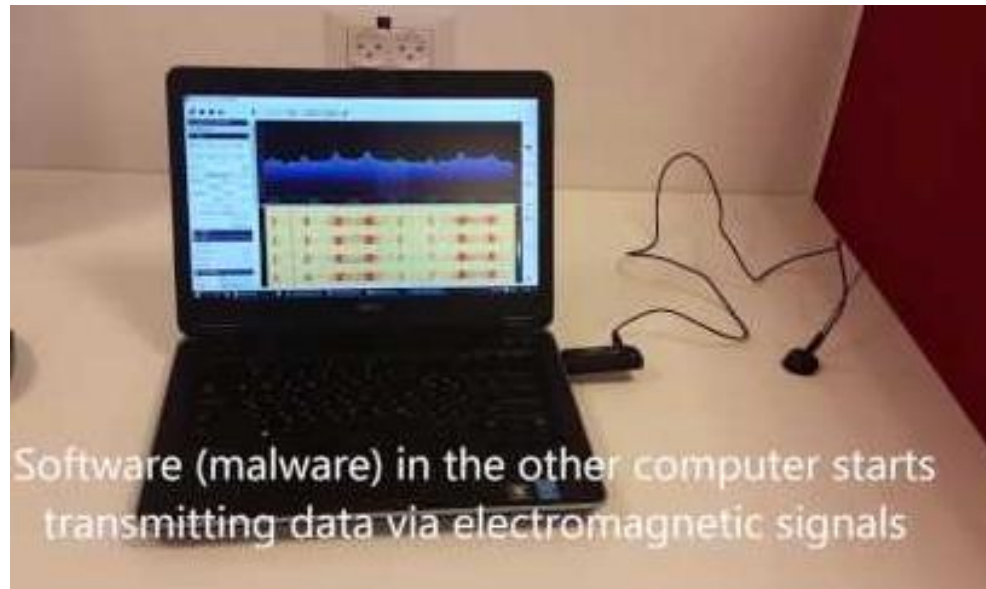 Software (malware) in the other computer starts
transmitting data via electromagnetic signals